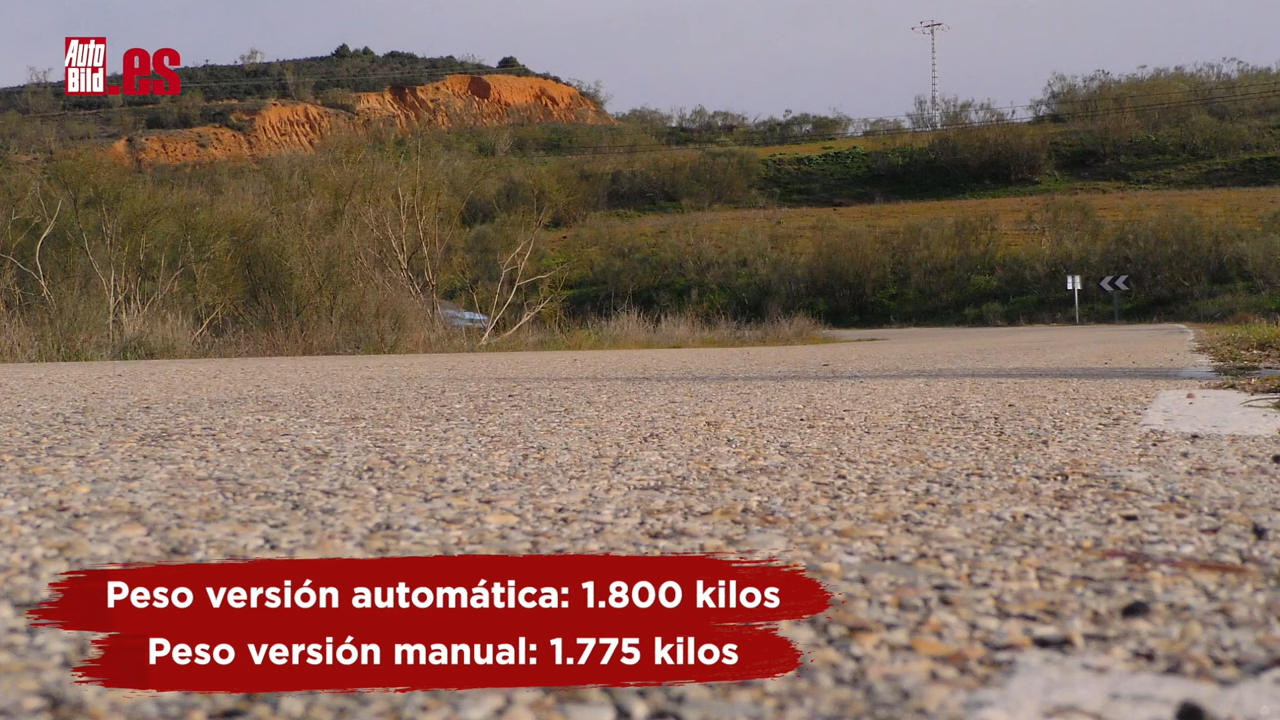 Auto
Bild
.es
Peso versión automática: 1.800 kilos
Peso versión manual: 1.775 kilos